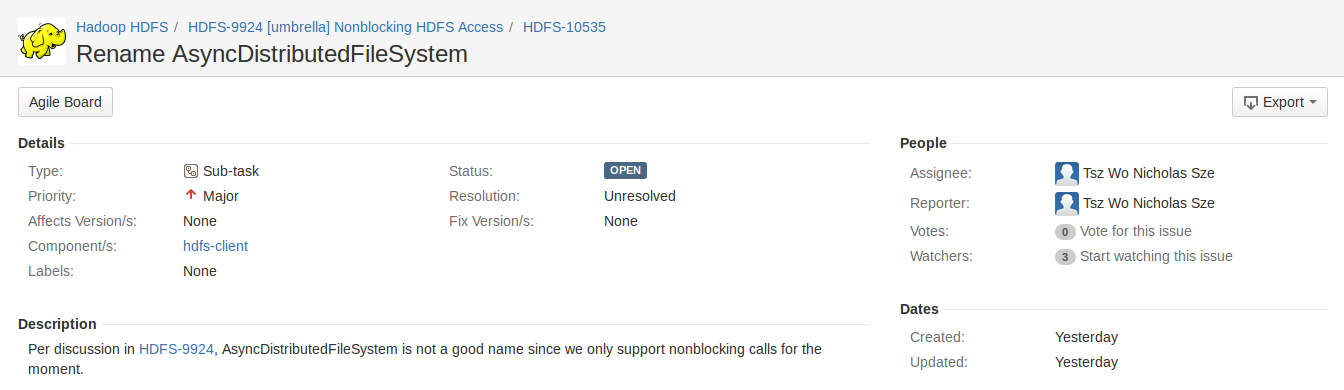 Hadoop HDFS / HDFS-9924 [umbrella] Nonblocking HDFS Access / HDFS-10535
Rename AsyncDistributedFileSystem
Agile Board
Export
Details
Type: Sub-task
Status: OPEN
Priority: Major
Resolution: Unresolved
Affects Version/s: None
Fix Version/s: None
Component/s: hdfs-client
Labels: None
Description
Per discussion in HDFS-9924, AsyncDistributedFileSystem is not a good name since we only support nonblocking calls for the
moment.
People
Assignee: Tsz Wo Nicholas Sze
Reporter: Tsz Wo Nicholas Sze
Votes: 0 Vote for this issue
Watchers: 3 Start watching this issue
Dates
Created: Yesterday
Updated: Yesterday